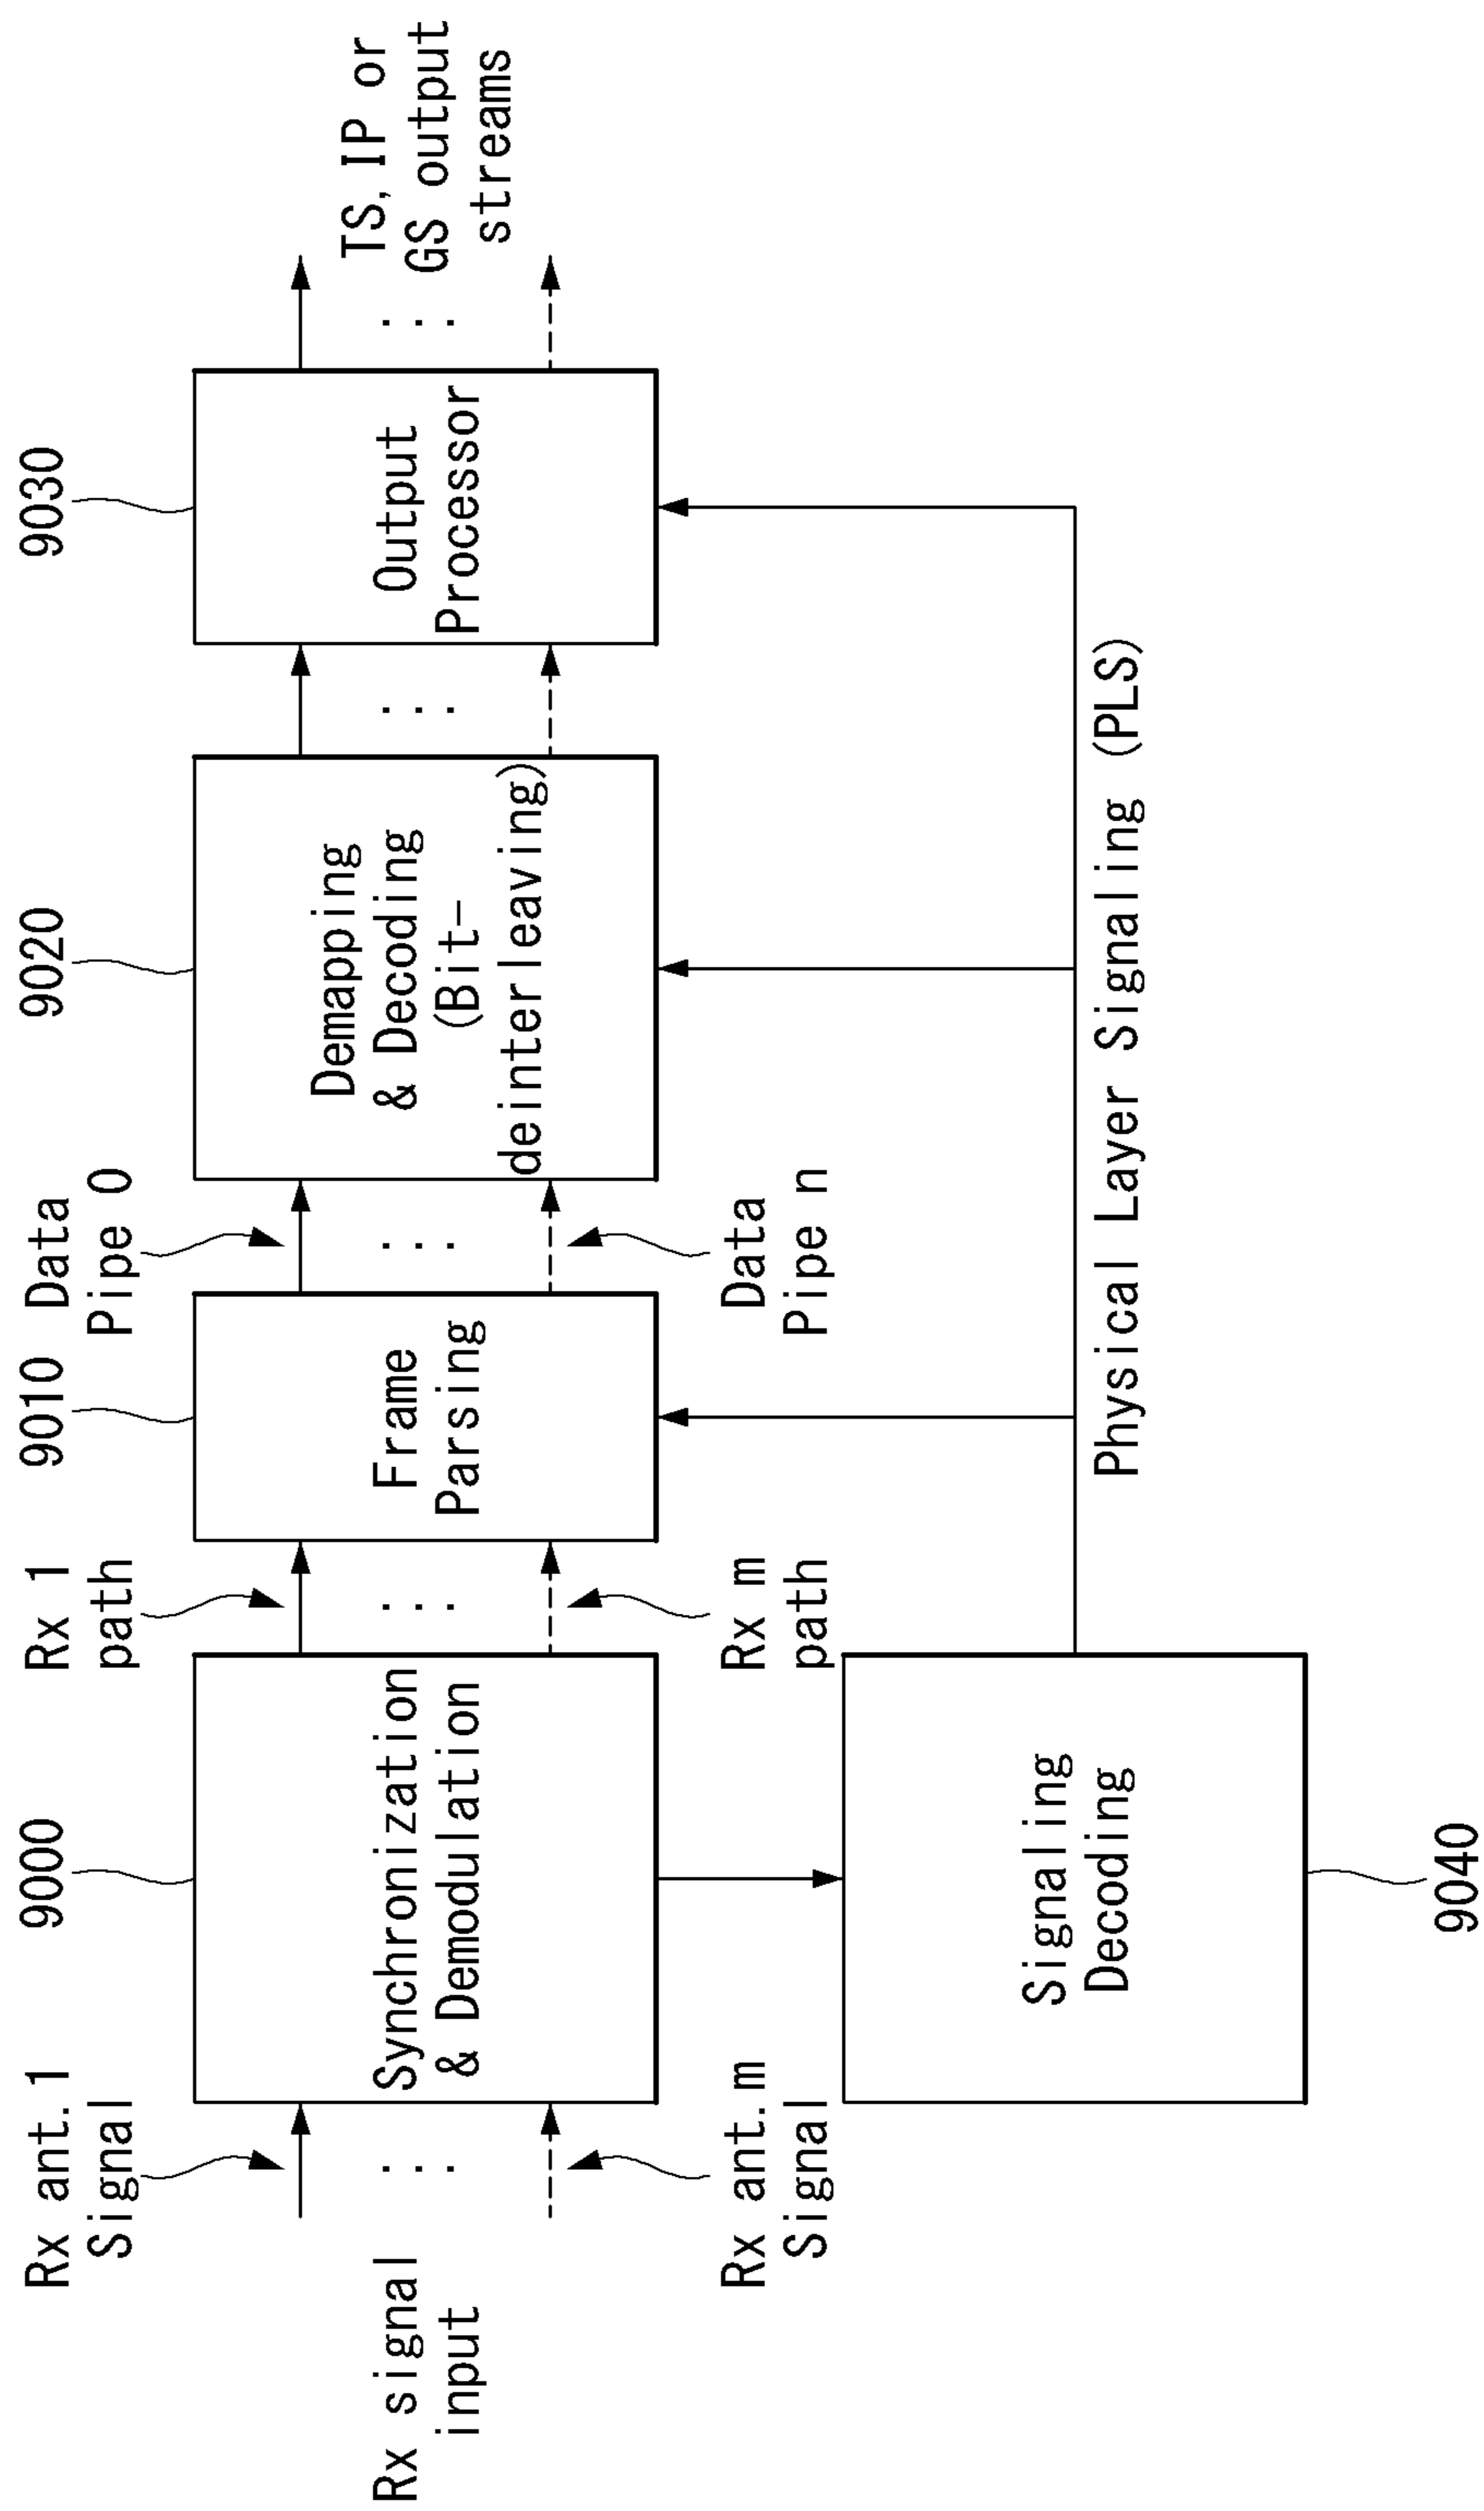 Rx signal
input
Rx ant.1
Signal
Rx ant.m
Signal
9000
Synchronization
& Demodulation
Rx 1
path
Rx m
path
9010
Frame
Parsing
Data
Pipe 0
Data
Pipe n
9020
Demapping
& Decoding
(Bit-
deinterleaving)
9030
Output
Processor
TS, IP or
GS output
streams
Signaling
Decoding
9040
Physical Layer Signaling (PLS)